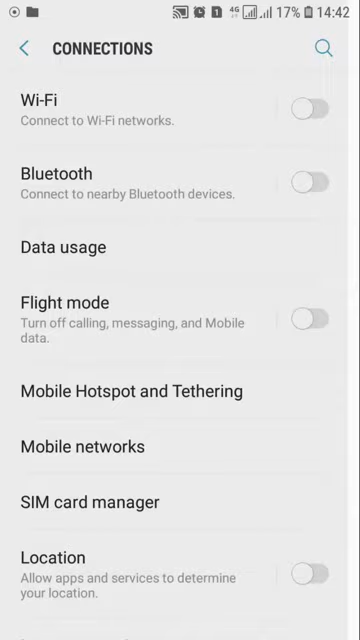 4G 17% 14:42
CONNECTIONS
Wi-Fi
Connect to Wi-Fi networks.
Bluetooth
Connect to nearby Bluetooth devices.
Data usage
Flight mode
Turn off calling, messaging, and Mobile
data.
Mobile Hotspot and Tethering
Mobile networks
SIM card manager
Location
Allow apps and services to determine
your location.